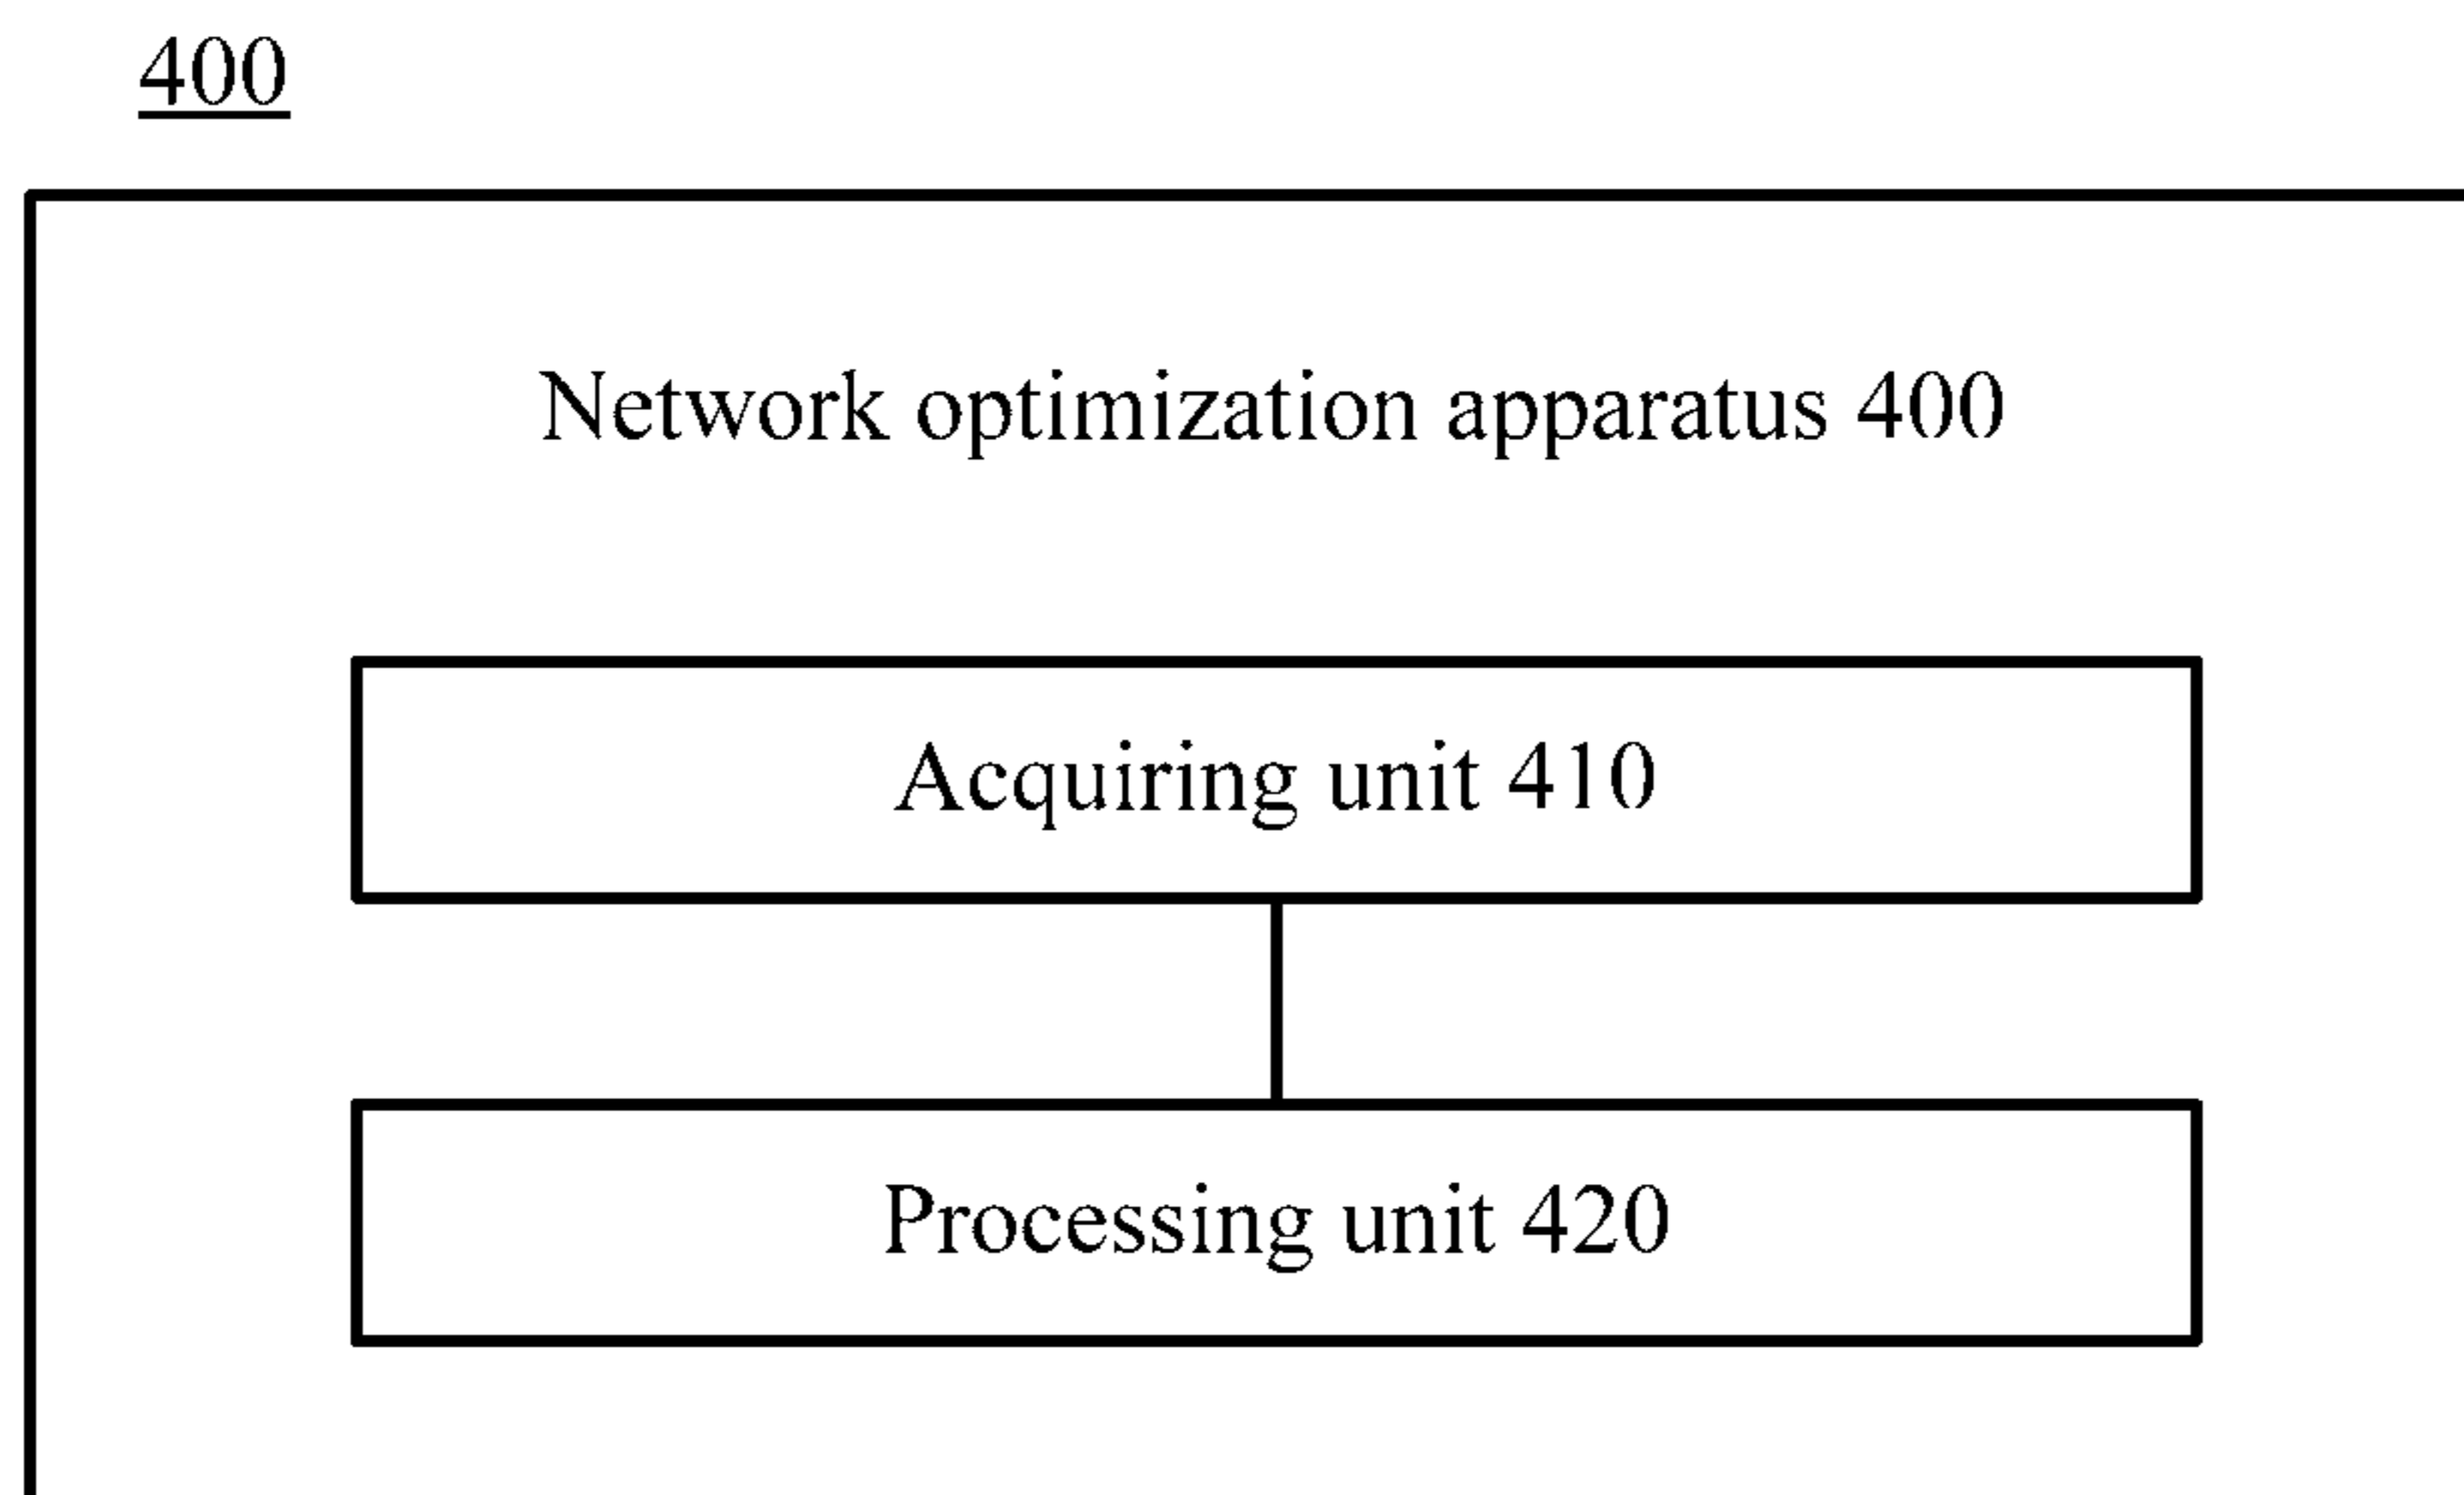 400
Network optimization apparatus 400
Acquiring unit 410
Processing unit 420